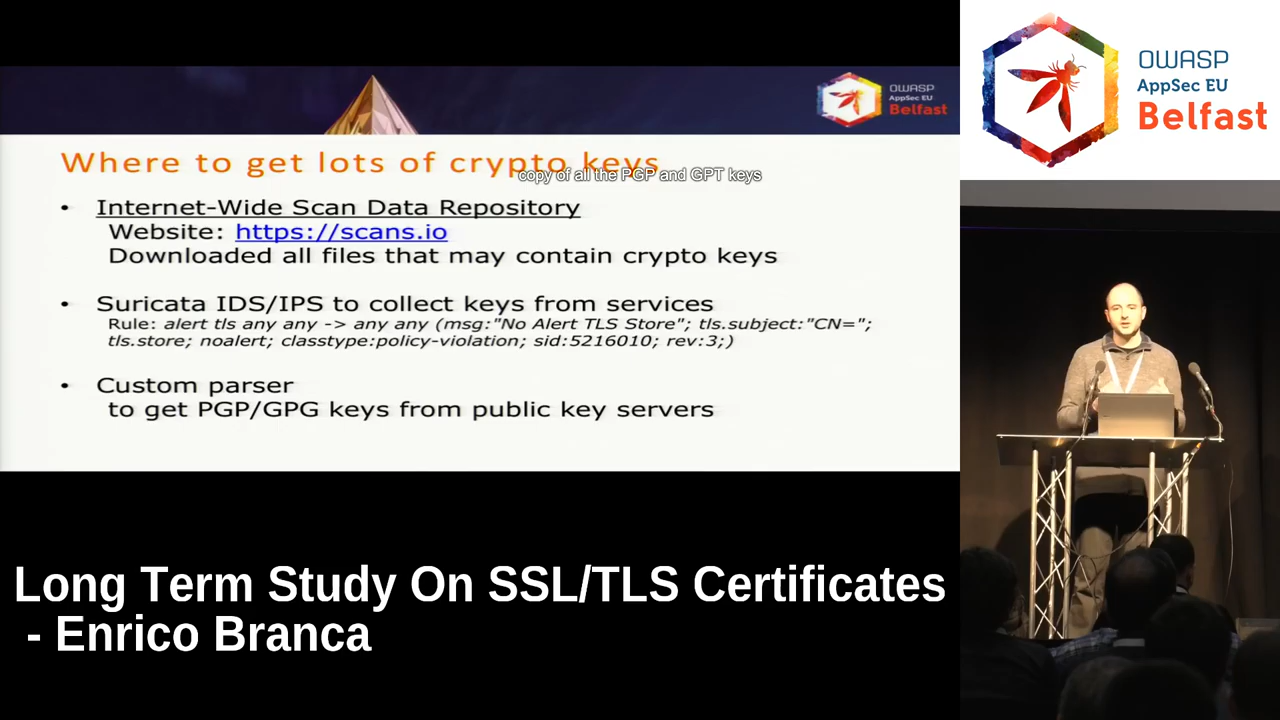 OWASP
AppSec EU
Belfast
Where to get lots of crypto keys
copy of all the PGP and GPT keys
• Internet-Wide Scan Data Repository
Website: https://scans.io
Downloaded all files that may contain crypto keys
• Suricata IDS/IPS to collect keys from services
Rule: alert tls any any -> any any (msg:"No Alert TLS Store"; tls.subject:"CN=";
tls.store; noalert; classtype:policy-violation; sid:5216010; rev:3;)
• Custom parser
to get PGP/GPG keys from public key servers
Long Term Study On SSL/TLS Certificates
- Enrico Branca
OWASP
AppSec EU
Belfast